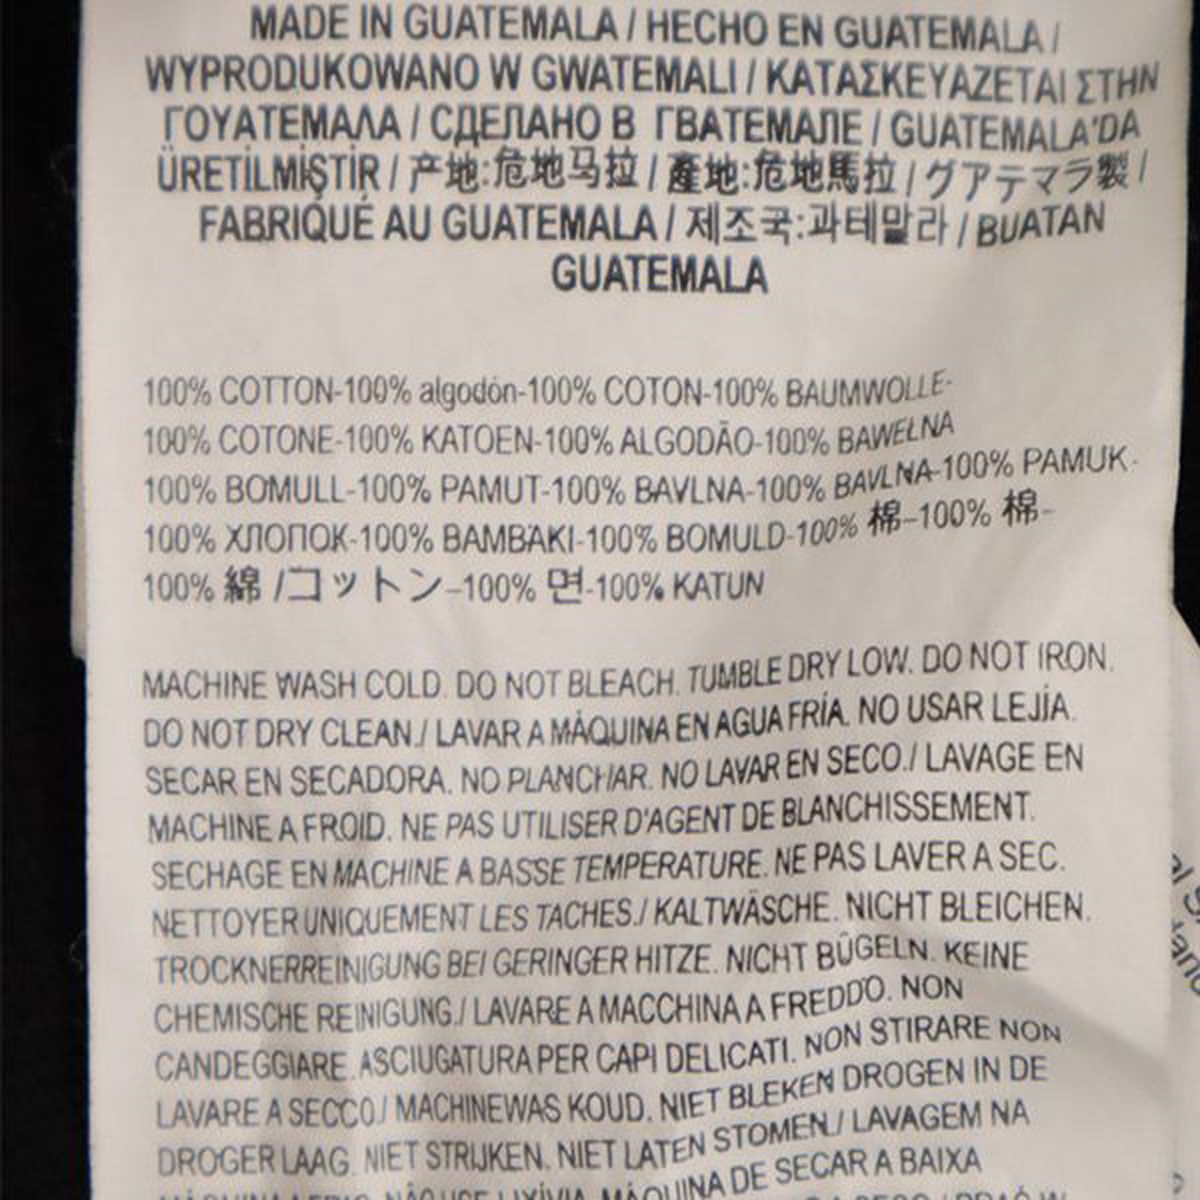 MADE IN GUATEMALA / HECHO EN GUATEMALA /
WYPRODUKOWANO W GWATEMALI / ΚΑΤΑΣΚΕΥΑΖΕΤΑΙ ΣΤΗΝ
ΓΟΥΑΤΕΜΑΛΑ / СДЕЛАНО В ГВАТЕМАЛЕ / GUATEMALA'DA
ÜRETİLMİŞTİR / 产地:危地马拉 / 產地:危地馬拉 / グアテマラ製 /
FABRIQUÉ AU GUATEMALA / 제조국:과테말라 / BUATAN
GUATEMALA
100% COTTON-100% algodón-100% COTON-100% BAUMWOLLE-
100% COTONE-100% KATOEN-100% ALGODÃO-100% BAWEŁNA
100% BOMULL-100% PAMUT-100% BAVLNA-100% BAVLNA-100% PAMUK-
100% ХЛОПОК-100% ΒΑΜΒΑΚΙ-100% BOMULD-100% 棉-100% 棉-
100% 綿 /コットン-100% 면-100% KATUN
MACHINE WASH COLD. DO NOT BLEACH. TUMBLE DRY LOW. DO NOT IRON.
DO NOT DRY CLEAN./ LAVAR A MÁQUINA EN AGUA FRÍA. NO USAR LEJÍA.
SECAR EN SECADORA. NO PLANCHAR. NO LAVAR EN SECO./ LAVAGE EN
MACHINE A FROID. NE PAS UTILISER D'AGENT DE BLANCHISSEMENT.
SECHAGE EN MACHINE A BASSE TEMPERATURE. NE PAS LAVER A SEC.
NETTOYER UNIQUEMENT LES TACHES./ KALTWÄSCHE. NICHT BLEICHEN.
TROCKNERREINIGUNG BEI GERINGER HITZE. NICHT BÜGELN. KEINE
CHEMISCHE REINIGUNG./ LAVARE A MACCHINA A FREDDO. NON
CANDEGGIARE. ASCIUGATURA PER CAPI DELICATI. NON STIRARE NON
LAVARE A SECCO./ MACHINEWAS KOUD. NIET BLEKEN DROGEN IN DE
DROGER LAAG. NIET STRIJKEN. NIET LATEN STOMEN./ LAVAGEM NA
MÁQUINA DE SECAR A BAIXA